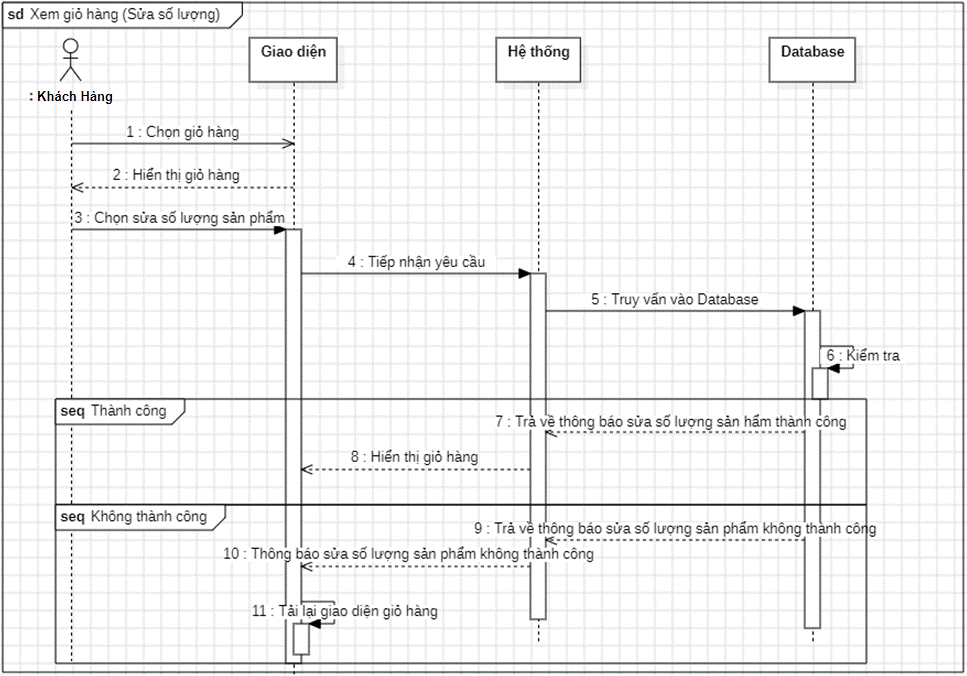 sd Xem giỏ hàng (Sửa số lượng)
Giao diện
Hệ thống
Database
: Khách Hàng
1 : Chọn giỏ hàng
2 : Hiển thị giỏ hàng
3 : Chọn sửa số lượng sản phẩm
4 : Tiếp nhận yêu cầu
5 : Truy vấn vào Database
6 : Kiểm tra
seq Thành công
7 : Trả về thông báo sửa số lượng sản hẩm thành công
8 : Hiển thị giỏ hàng
seq Không thành công
9 : Trả về thông báo sửa số lượng sản phẩm không thành công
10 : Thông báo sửa số lượng sản phẩm không thành công
11 : Tải lại giao diện giỏ hàng